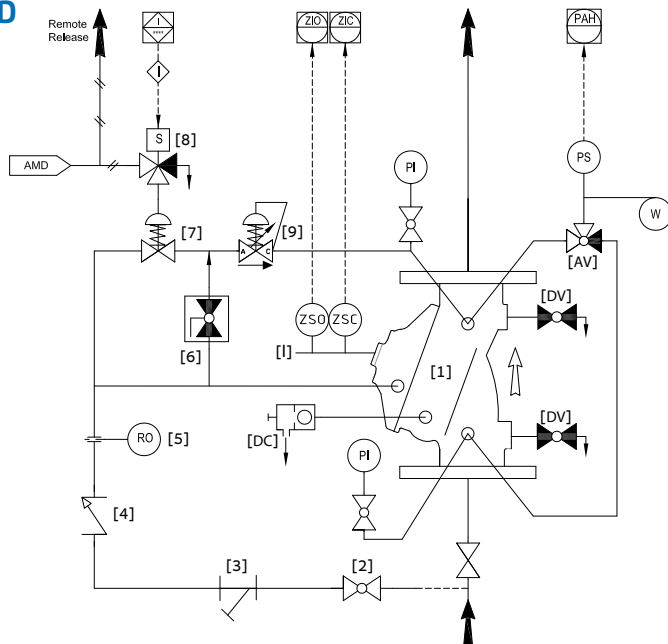 D
Remote
Release
I
****
I
ZIO
ZIC
PAH
S
[8]
AMD
PI
PS
W
[7]
[9]
A
C
[AV]
[6]
ZSO
ZSC
[DV]
[I]
[1]
[DC]
[DV]
RO
[5]
PI
[4]
[3]
[2]